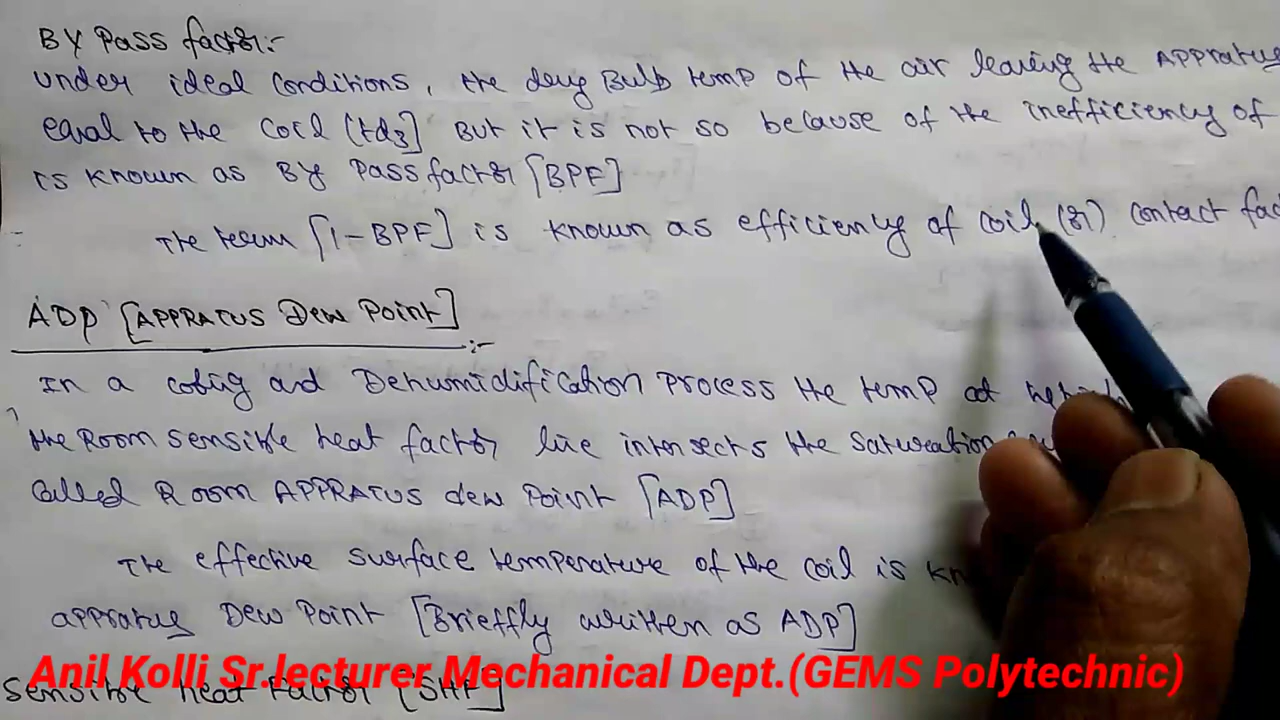 BY Pass factor:-
under ideal conditions, the dry Bulb temp of the air leaving the APPRATUS
equal to the coil (td3] But it is not so because of the inefficiency of
is known as By Pass factor [BPF]
The term [1-BPF] is known as efficiency of coil (or) contact fac
ADP [APPRATUS Dew Point]:-
In a and Dehumidification Process the temp at
the Room sensible heat factor line intersects the saturation
called Room APPRATUS dew Point [ADP]
The effective surface temperature of the coil is kn
appratus Dew Point [Brieffly written as ADP]
Anil Kolli Sr.lecturer Mechanical Dept.(GEMS Polytechnic)
Sensible heat Factor [SHF]